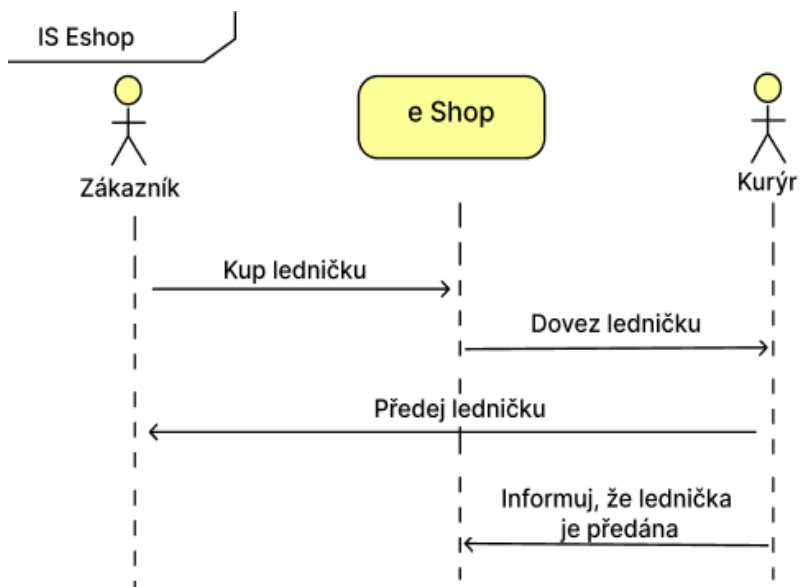 IS Eshop
e Shop
Zákazník
Kurýr
Kup ledničku
Dovez ledničku
Předej ledničku
Informuj, že lednička
je předána